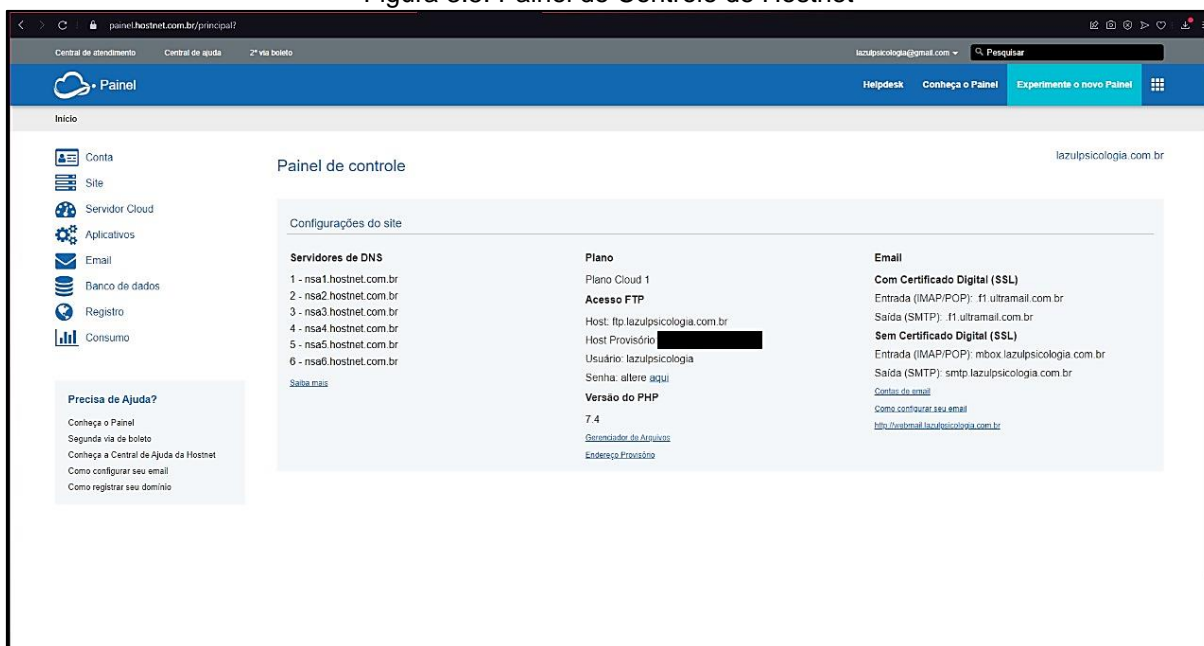 Figura 5.6: Painel de Controle do Hostnet
painel.hostnet.com.br/principal?
Central de atendimento Central de ajuda 2ª via boleto lazulpsicologia@gmail.com Pesquisar
Painel Helpdesk Conheça o Painel Experimente o novo Painel
Início
Conta
Site
Servidor Cloud
Aplicativos
Email
Banco de dados
Registro
Consumo
Precisa de Ajuda?
Conheça o Painel
Segunda via de boleto
Conheça a Central de Ajuda da Hostnet
Como configurar seu email
Como registrar seu domínio
Painel de controle
lazulpsicologia.com.br
Configurações do site
Servidores de DNS
1 - nsa1.hostnet.com.br
2 - nsa2.hostnet.com.br
3 - nsa3.hostnet.com.br
4 - nsa4.hostnet.com.br
5 - nsa5.hostnet.com.br
6 - nsa6.hostnet.com.br
Saiba mais
Plano
Plano Cloud 1
Acesso FTP
Host: ftp.lazulpsicologia.com.br
Host Provisório
Usuário: lazulpsicologia
Senha: altere aqui
Versão do PHP
7.4
Gerenciador de Arquivos
Endereço Provisório
Email
Com Certificado Digital (SSL)
Entrada (IMAP/POP): .f1.ultramail.com.br
Saída (SMTP): .f1.ultramail.com.br
Sem Certificado Digital (SSL)
Entrada (IMAP/POP): mbox.lazulpsicologia.com.br
Saída (SMTP): smtp.lazulpsicologia.com.br
Contas de email
Como configurar seu email
http://webmail.lazulpsicologia.com.br